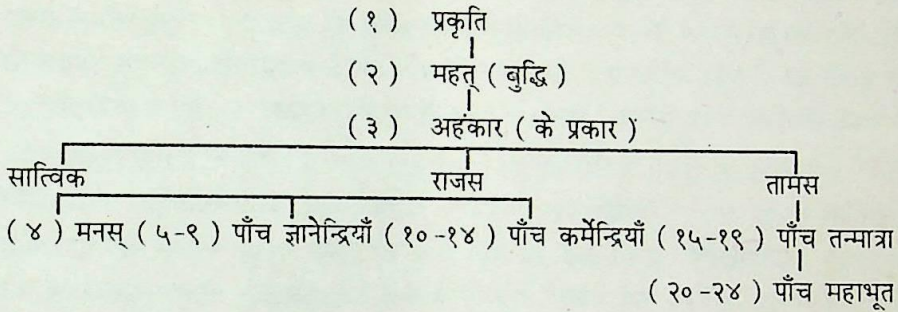 ( १ ) प्रकृति
( २ ) महत् ( बुद्धि )
( ३ ) अहंकार ( के प्रकार )
सात्विक राजस तामस
( ४ ) मनस् ( ५-९ ) पाँच ज्ञानेन्द्रियाँ ( १०-१४ ) पाँच कर्मेन्द्रियाँ ( १५-१९ ) पाँच तन्मात्रा
( २०-२४ ) पाँच महाभूत